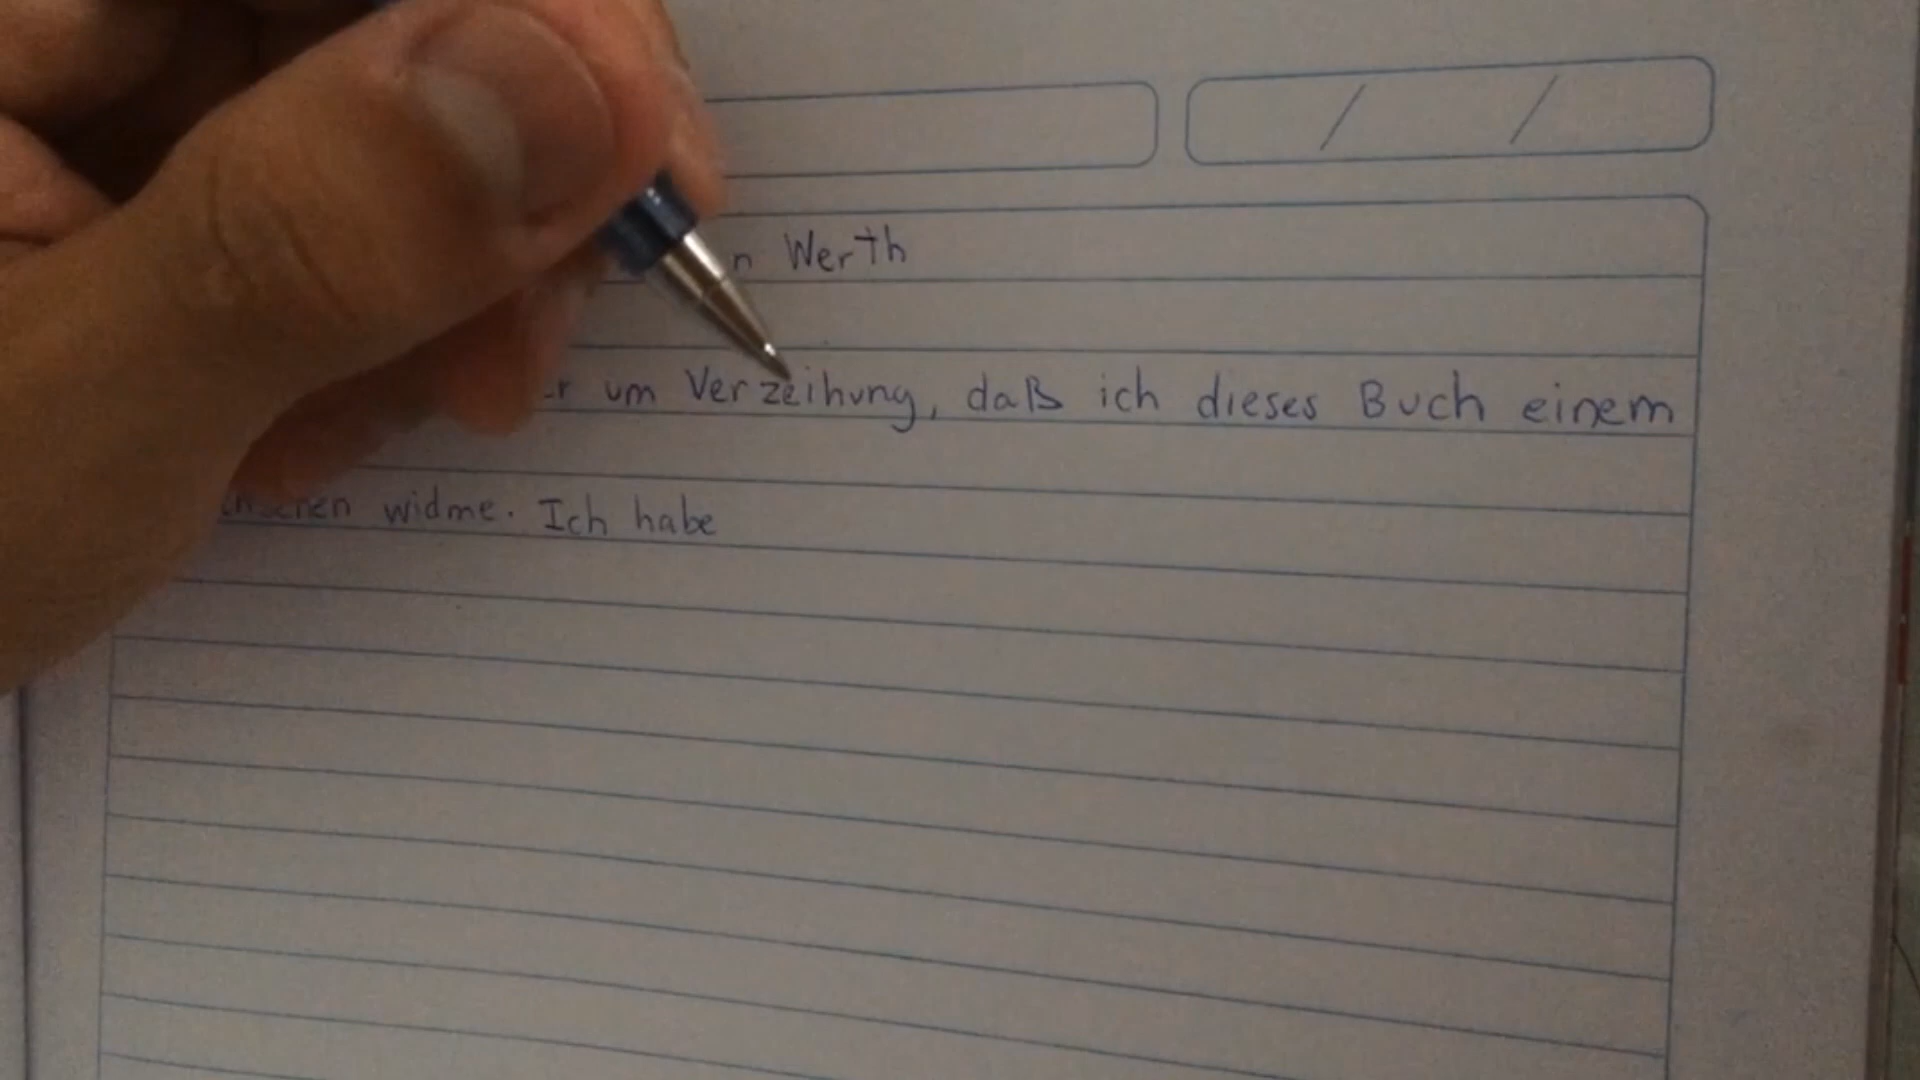 n Werth
um Verzeihung, daß ich dieses Buch einem
widme. Ich habe